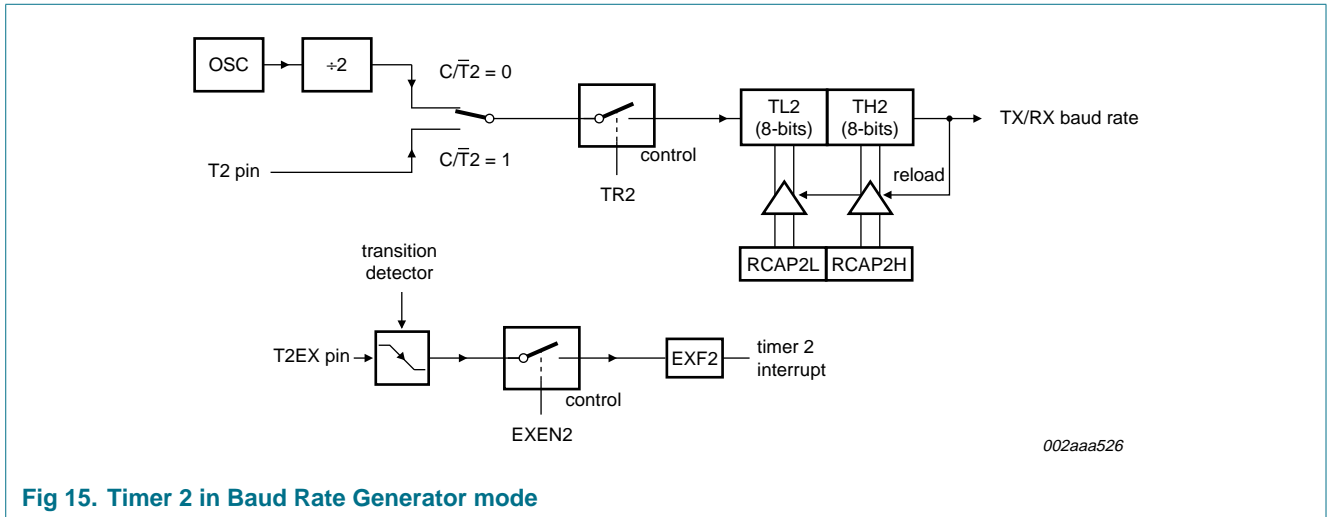 OSC
÷2
C/T̅2 = 0
C/T̅2 = 1
T2 pin
control
TR2
TL2
(8-bits)
TH2
(8-bits)
TX/RX baud rate
reload
RCAP2L
RCAP2H
transition
detector
T2EX pin
control
EXEN2
EXF2
timer 2
interrupt
002aaa526
Fig 15. Timer 2 in Baud Rate Generator mode